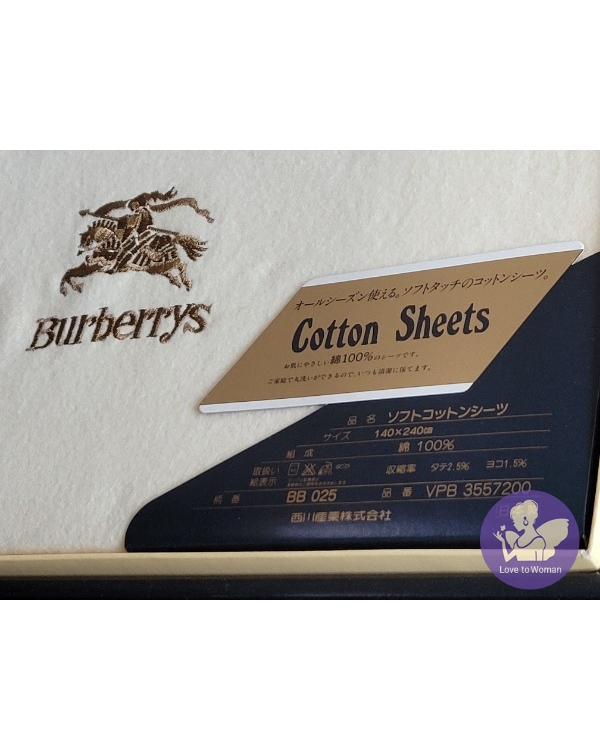 Burberrys
オールシーズン使える。ソフトタッチのコットンシーツ。
Cotton Sheets
お肌にやさしい綿100%のシーツです。
ご家庭で丸洗いができるので、いつも清潔に保てます。
品名 ソフトコットンシーツ
サイズ 140×240㎝
組成 綿 100%
取扱い 絵表示 収縮率 タテ2.5% ヨコ1.5%
柄番 BB 025 品番 VPB 3557200
西川産業株式会社
Love to Woman